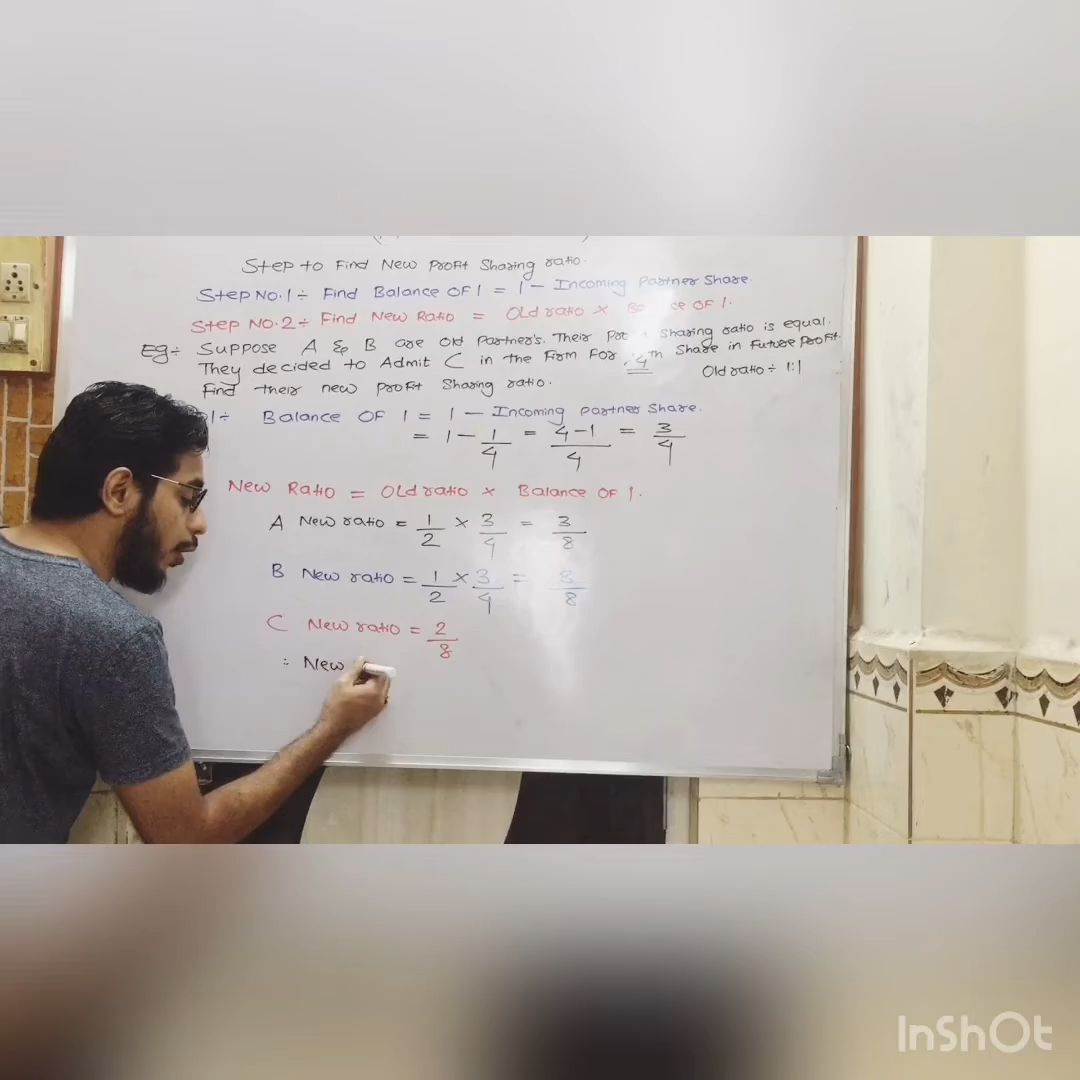 Step to Find New Profit Sharing ratio.
Step No.1 ÷ Find Balance OF 1 = 1 - Incoming Partner Share.
Step No.2 ÷ Find New Ratio = Old ratio × Ba ce OF 1.
Eg ÷ Suppose A & B are old Partner's. Their Pro Sharing ratio is equal.
They decided to Admit C in the Firm For 4th Share in Future Profit.
Find their new Profit Sharing ratio.
Old ratio ÷ 1:1
1 ÷ Balance OF 1 = 1 - Incoming partner Share.
= 1 - 1/4 = 4-1/4 = 3/4
New Ratio = Old ratio × Balance OF 1.
A New ratio = 1/2 × 3/4 = 3/8
B New ratio = 1/2 × 3/4 = /8
C New ratio = 2/8
∴ New
InShOt